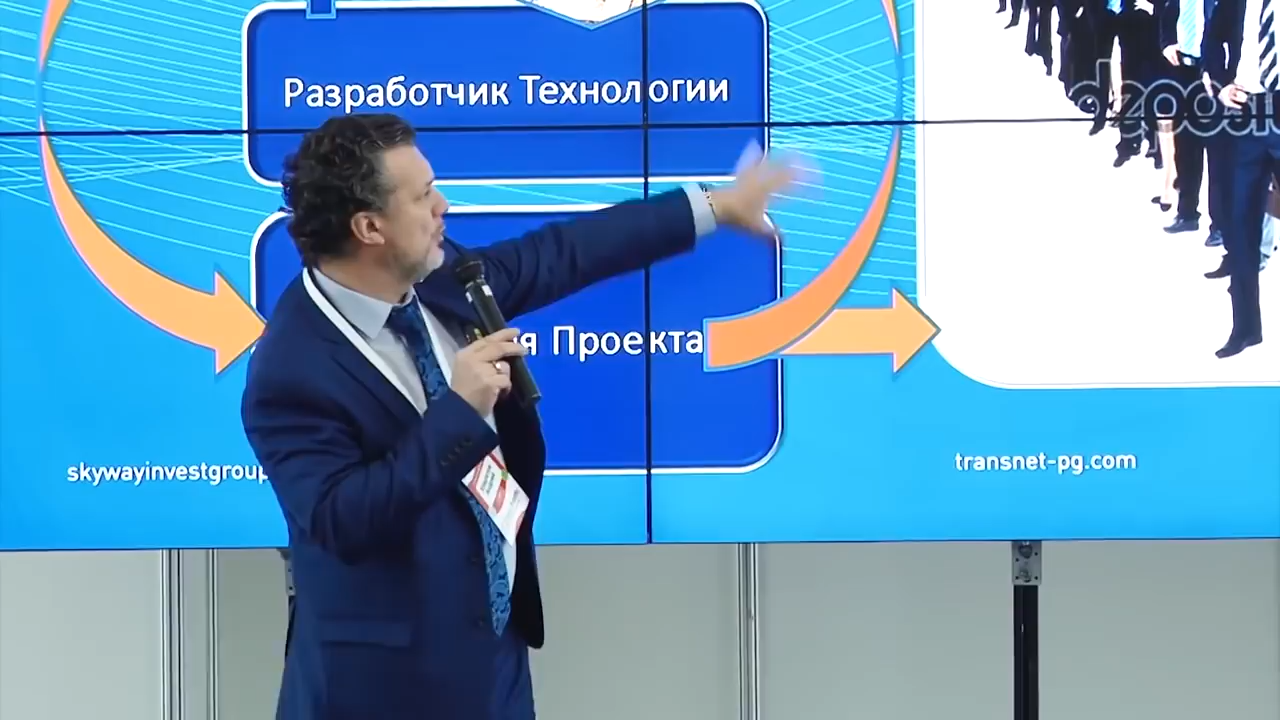 Разработчик Технологии
Проекта
skywayinvestgroup
transnet-pg.com